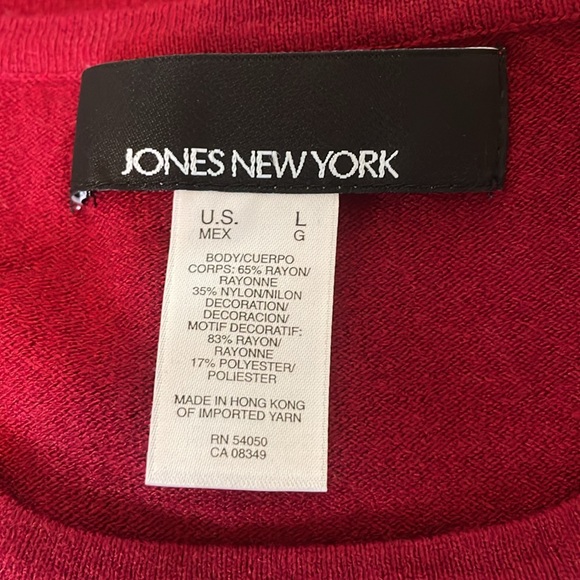 JONES NEW YORK
U.S. L
MEX G
BODY/CUERPO
CORPS: 65% RAYON/
RAYONNE
35% NYLON/NILON
DECORATION/
DECORACION/
MOTIF DECORATIF:
83% RAYON/
RAYONNE
17% POLYESTER/
POLIESTER
MADE IN HONG KONG
OF IMPORTED YARN
RN 54050
CA 08349